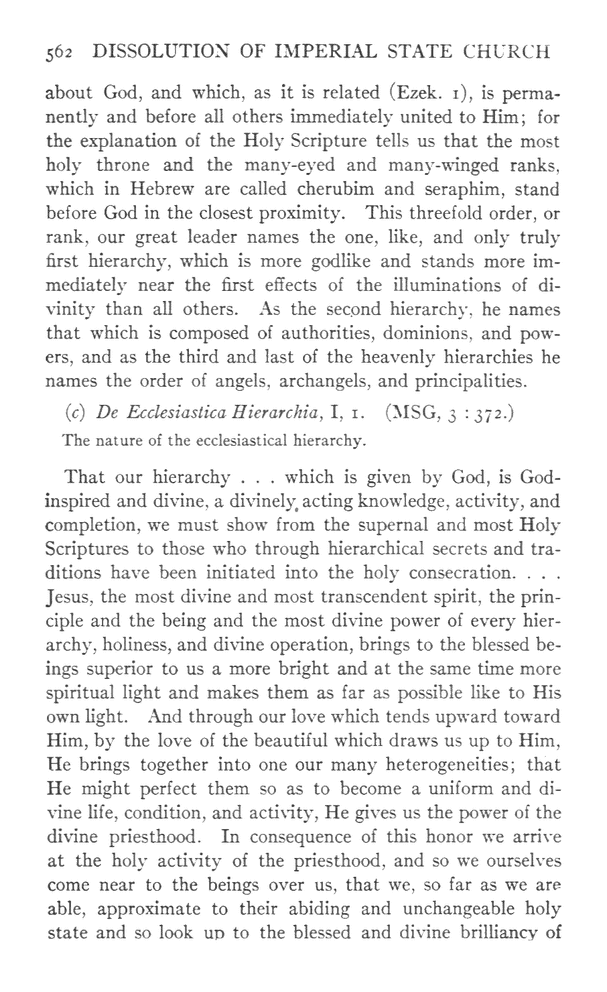 562 DISSOLUTION OF IMPERIAL STATE CHURCH
about God, and which, as it is related (Ezek. 1), is perma-
nently and before all others immediately united to Him; for
the explanation of the Holy Scripture tells us that the most
holy throne and the many-eyed and many-winged ranks,
which in Hebrew are called cherubim and seraphim, stand
before God in the closest proximity. This threefold order, or
rank, our great leader names the one, like, and only truly
first hierarchy, which is more godlike and stands more im-
mediately near the first effects of the illuminations of di-
vinity than all others. As the second hierarchy, he names
that which is composed of authorities, dominions, and pow-
ers, and as the third and last of the heavenly hierarchies he
names the order of angels, archangels, and principalities.
(c) De Ecclesiastica Hierarchia, I, 1. (MSG, 3 : 372.)
The nature of the ecclesiastical hierarchy.
That our hierarchy . . . which is given by God, is God-
inspired and divine, a divinely acting knowledge, activity, and
completion, we must show from the supernal and most Holy
Scriptures to those who through hierarchical secrets and tra-
ditions have been initiated into the holy consecration. . . .
Jesus, the most divine and most transcendent spirit, the prin-
ciple and the being and the most divine power of every hier-
archy, holiness, and divine operation, brings to the blessed be-
ings superior to us a more bright and at the same time more
spiritual light and makes them as far as possible like to His
own light. And through our love which tends upward toward
Him, by the love of the beautiful which draws us up to Him,
He brings together into one our many heterogeneities; that
He might perfect them so as to become a uniform and di-
vine life, condition, and activity, He gives us the power of the
divine priesthood. In consequence of this honor we arrive
at the holy activity of the priesthood, and so we ourselves
come near to the beings over us, that we, so far as we are
able, approximate to their abiding and unchangeable holy
state and so look up to the blessed and divine brilliancy of